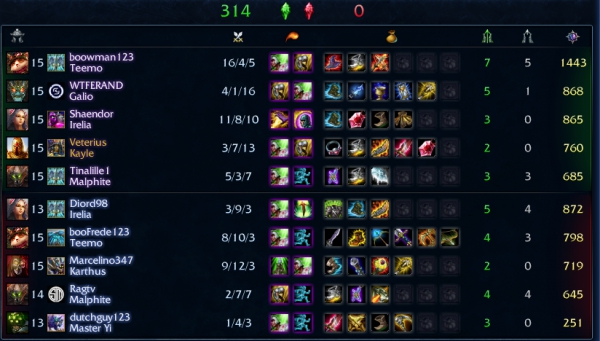 314 0
15 boowman123 16/4/5 7 5 1443
Teemo
15 WTFERAND 4/1/16 5 1 868
Galio
15 Shaendor 11/8/10 3 0 865
Irelia
15 Veterius 3/7/13 2 0 760
Kayle
15 Tinalille1 5/3/7 3 3 685
Malphite
13 Diord98 3/9/3 5 4 872
Irelia
15 booFrede123 8/10/3 4 3 798
Teemo
15 Marcelino347 9/12/3 2 0 719
Karthus
14 Ragtv 2/7/7 4 4 645
Malphite
13 dutchguy123 1/4/3 3 0 251
Master Yi